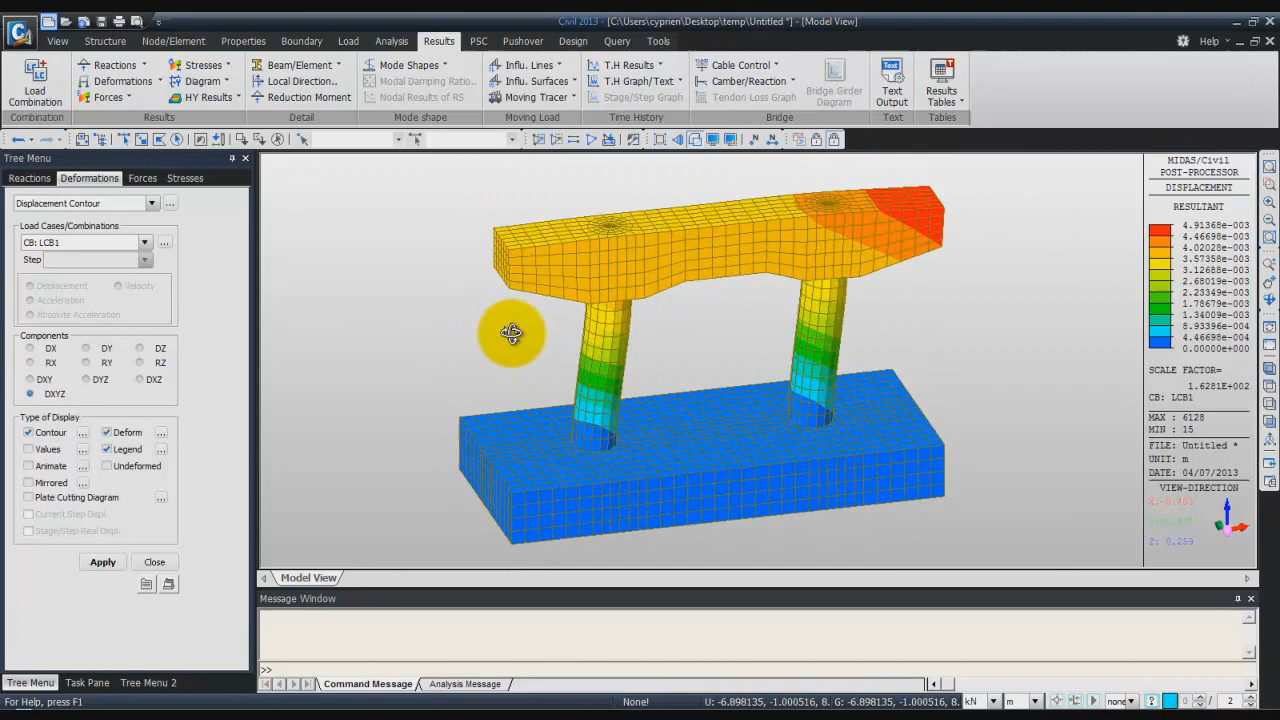 Civil 2013 - [C:\Users\cyprien\Desktop\temp\Untitled *] - [Model View]
View Structure Node/Element Properties Boundary Load Analysis Results PSC Pushover Design Query Tools Help
Load Combination
Reactions
Deformations
Forces
Stresses
Diagram
HY Results
Beam/Element
Local Direction..
Reduction Moment
Mode Shapes
Modal Damping Ratio..
Nodal Results of RS
Influ. Lines
Influ. Surfaces
Moving Tracer
T.H Results
T.H Graph/Text
Stage/Step Graph
Cable Control
Camber/Reaction
Tendon Loss Graph
Bridge Girder Diagram
Text Output
Results Tables
Combination Results Detail Mode shape Moving Load Time History Bridge Text Tables
Tree Menu
Reactions Deformations Forces Stresses
Displacement Contour
Load Cases/Combinations
CB: LCB1
Step
Displacement Velocity
Acceleration
Absolute Acceleration
Components
DX DY DZ
RX RY RZ
DXY DYZ DXZ
DXYZ
Type of Display
Contour Deform
Values Legend
Animate Undeformed
Mirrored
Plate Cutting Diagram
Current Step Displ.
Stage/Step Real Displ.
Apply Close
Tree Menu Task Pane Tree Menu 2
MIDAS/Civil
POST-PROCESSOR
DISPLACEMENT
RESULTANT
4.91368e-003
4.46698e-003
4.02028e-003
3.57358e-003
3.12688e-003
2.68019e-003
2.23349e-003
1.78679e-003
1.34009e-003
8.93394e-004
4.46698e-004
0.00000e+000
SCALE FACTOR=
1.6281E+002
CB: LCB1
MAX : 6128
MIN : 15
FILE: Untitled *
UNIT: m
DATE: 04/07/2013
VIEW-DIRECTION
X:-0.483
Z: 0.259
Model View
Message Window
>>
Command Message Analysis Message
For Help, press F1 None! U: -6.898135, -1.000516, 8. G: -6.898135, -1.000516, 8. kN m none 0 / 2